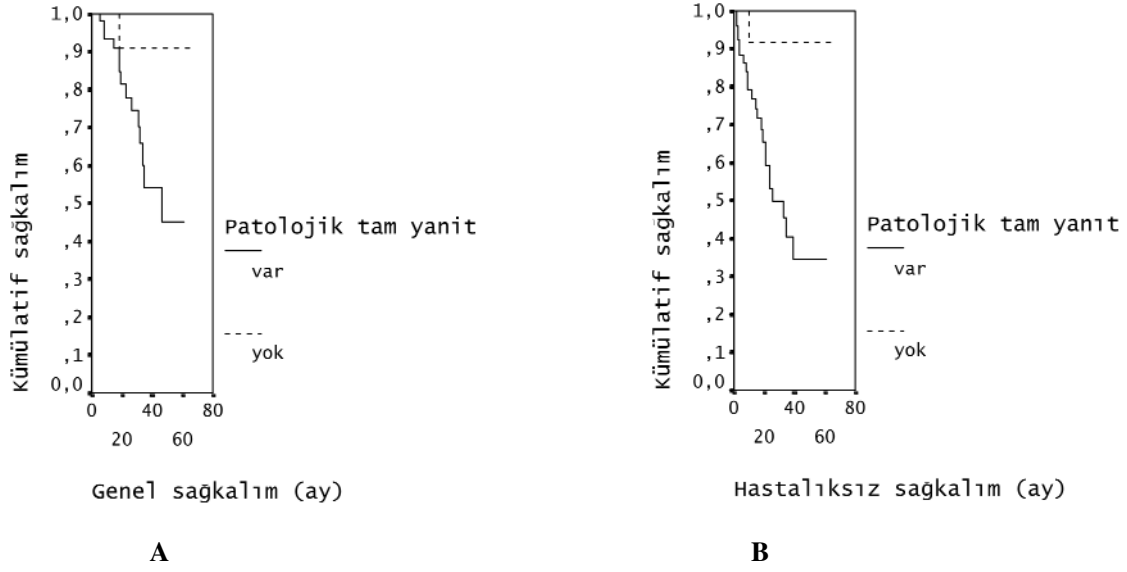 1,0
,9
,8
,7
,6
,5
,4
,3
,2
,1
0,0
Kümülatif sağkalım
0 40 80
20 60
Genel sağkalım (ay)
Patolojik tam yanit
var
yok
A
1,0
,9
,8
,7
,6
,5
,4
,3
,2
,1
0,0
Kümülatif sağkalım
0 40 80
20 60
Hastalıksız sağkalım (ay)
Patolojik tam yanıt
var
yok
B